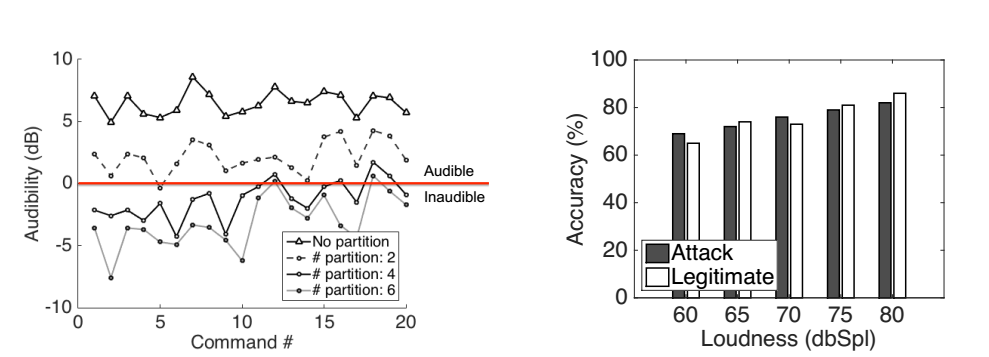 10
5
0
-5
-10
Audibility (dB)
Audible
Inaudible
No partition
# partition: 2
# partition: 4
# partition: 6
0 5 10 15 20
Command #
100
80
60
40
20
0
Accuracy (%)
Attack
Legitimate
60 65 70 75 80
Loudness (dbSpl)